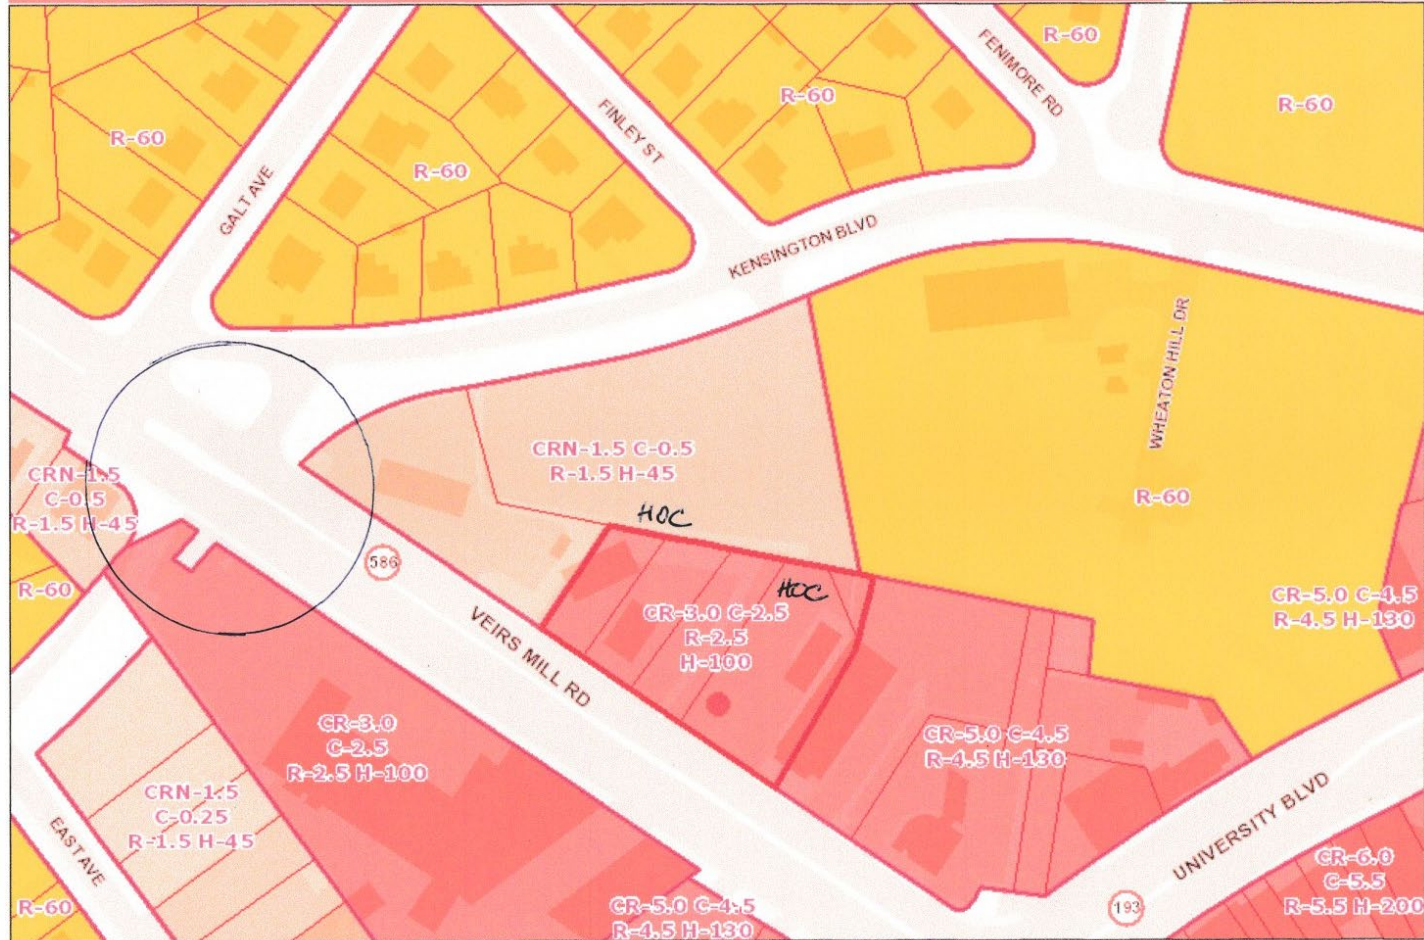 R-60
FENIMORE RD
R-60
R-60
R-60
FINLEY ST
R-60
GALT AVE
KENSINGTON BLVD
WHEATON HILL DR
CRN-1.5 C-0.5
R-1.5 H-45
CRN-1.5
C-0.5
R-1.5 H-45
R-60
HOC
586
R-60
HOC
CR-3.0 C-2.5
R-2.5
H-100
CR-5.0 C-4.5
R-4.5 H-130
VEIRS MILL RD
CR-3.0
C-2.5
R-2.5 H-100
CR-5.0 C-4.5
R-4.5 H-130
CRN-1.5
C-0.25
R-1.5 H-45
EAST AVE
UNIVERSITY BLVD
CR-6.0
C-5.5
R-5.5 H-200
R-60
CR-5.0 C-4.5
R-4.5 H-130
193